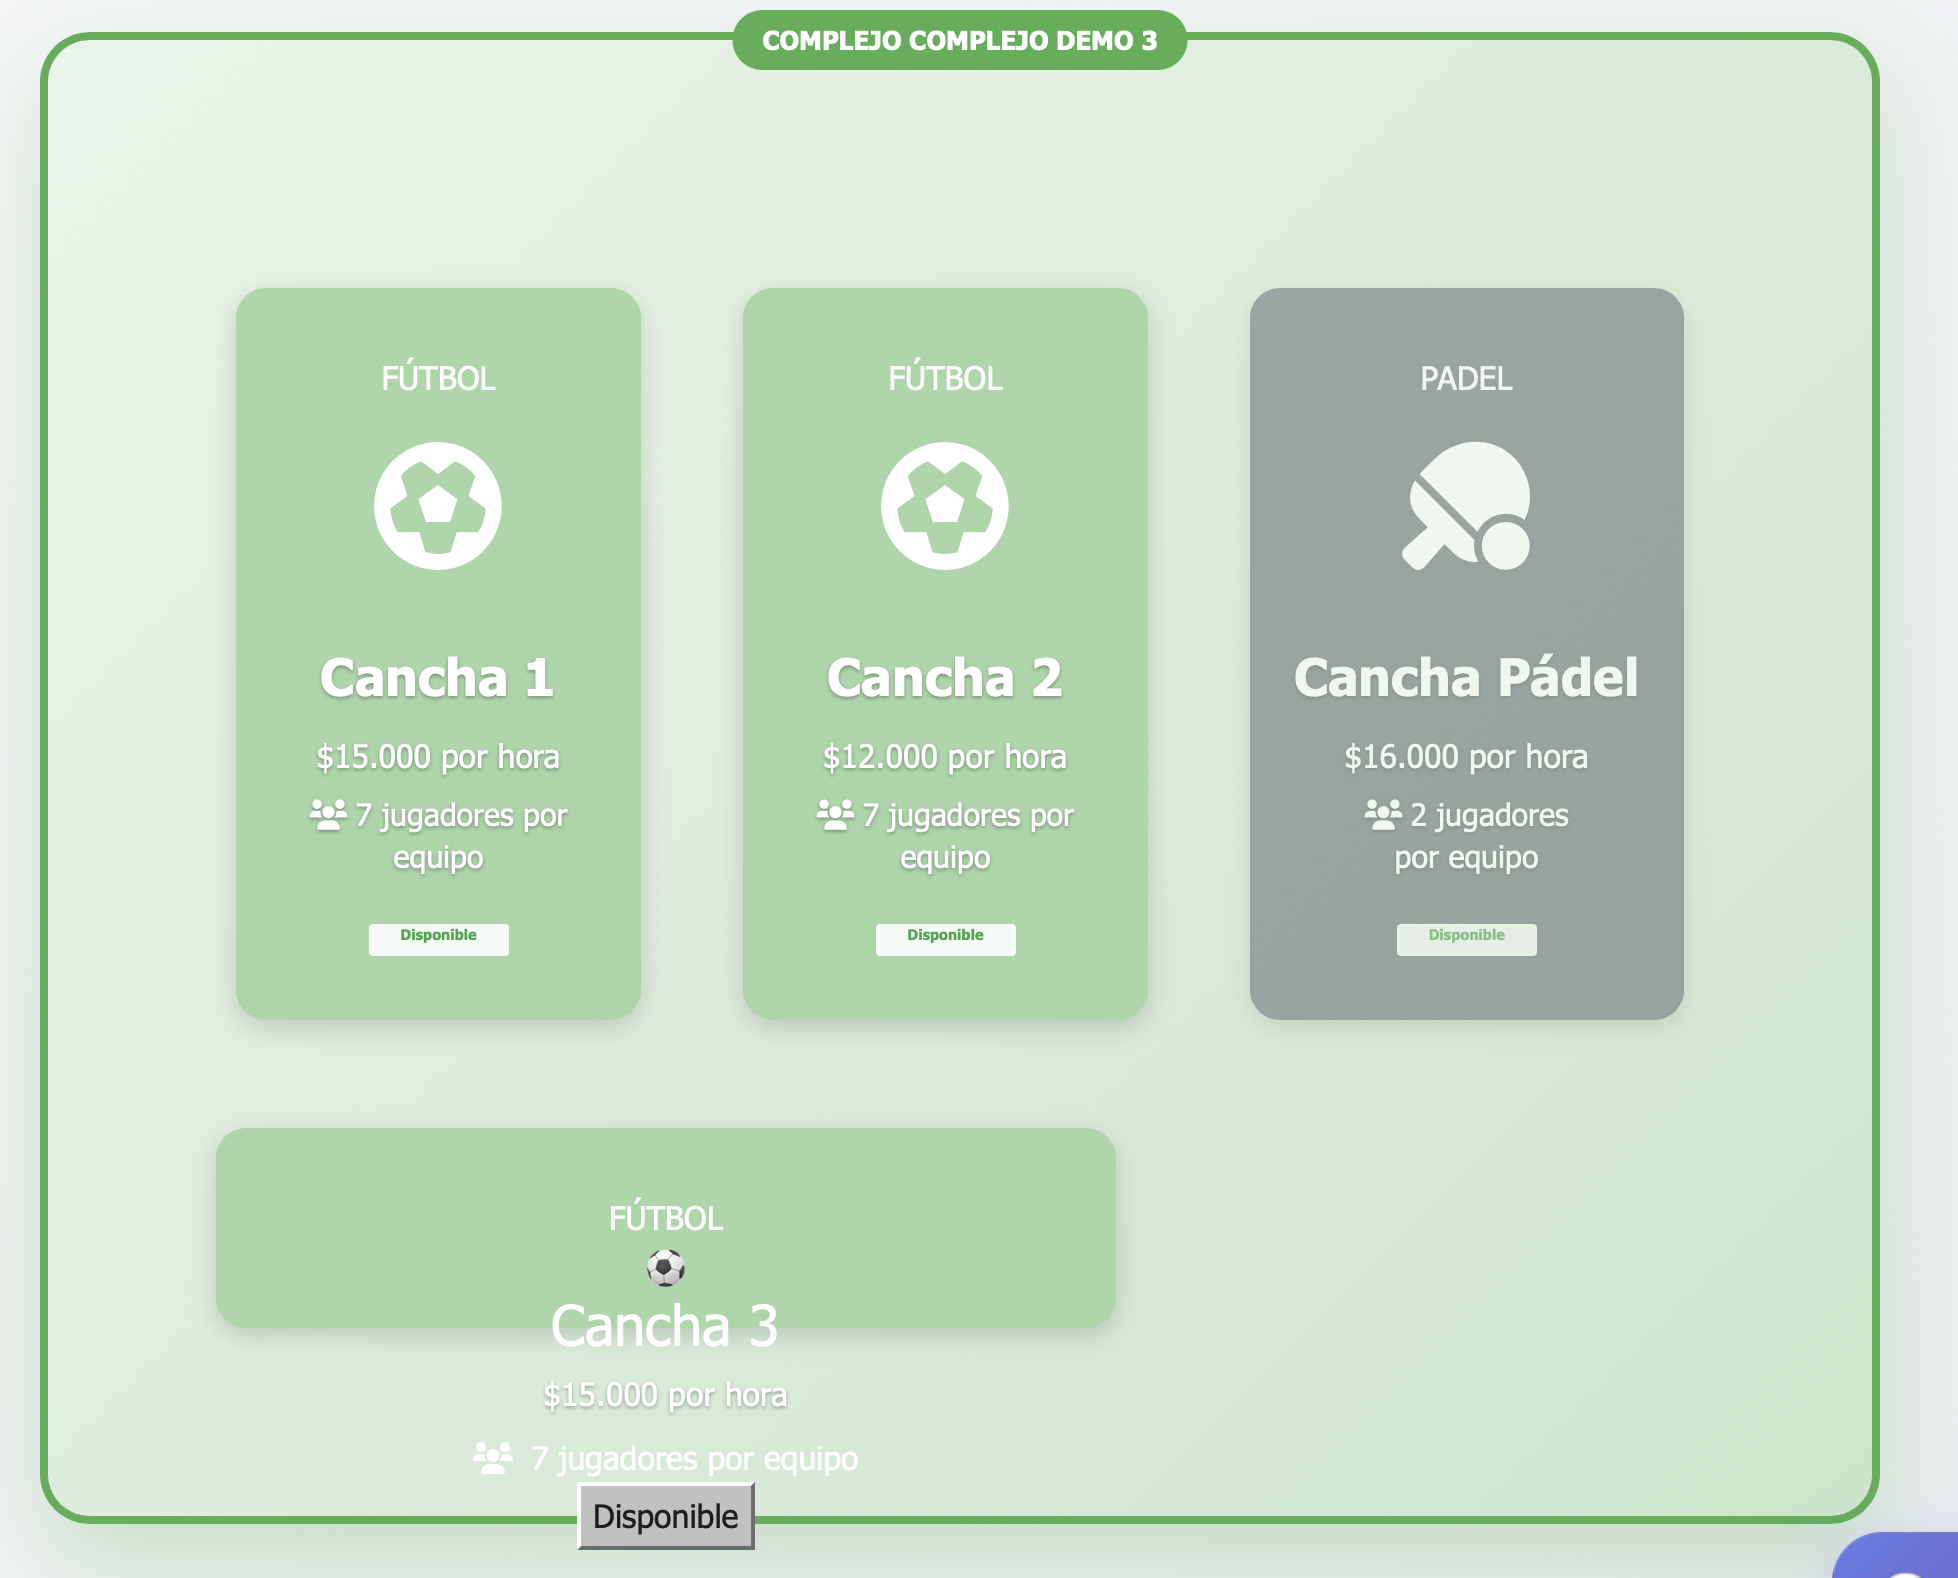 COMPLEJO COMPLEJO DEMO 3
FÚTBOL
Cancha 1
$15.000 por hora
7 jugadores por
equipo
Disponible
FÚTBOL
Cancha 2
$12.000 por hora
7 jugadores por
equipo
Disponible
PADEL
Cancha Pádel
$16.000 por hora
2 jugadores
por equipo
Disponible
FÚTBOL
Cancha 3
$15.000 por hora
7 jugadores por equipo
Disponible